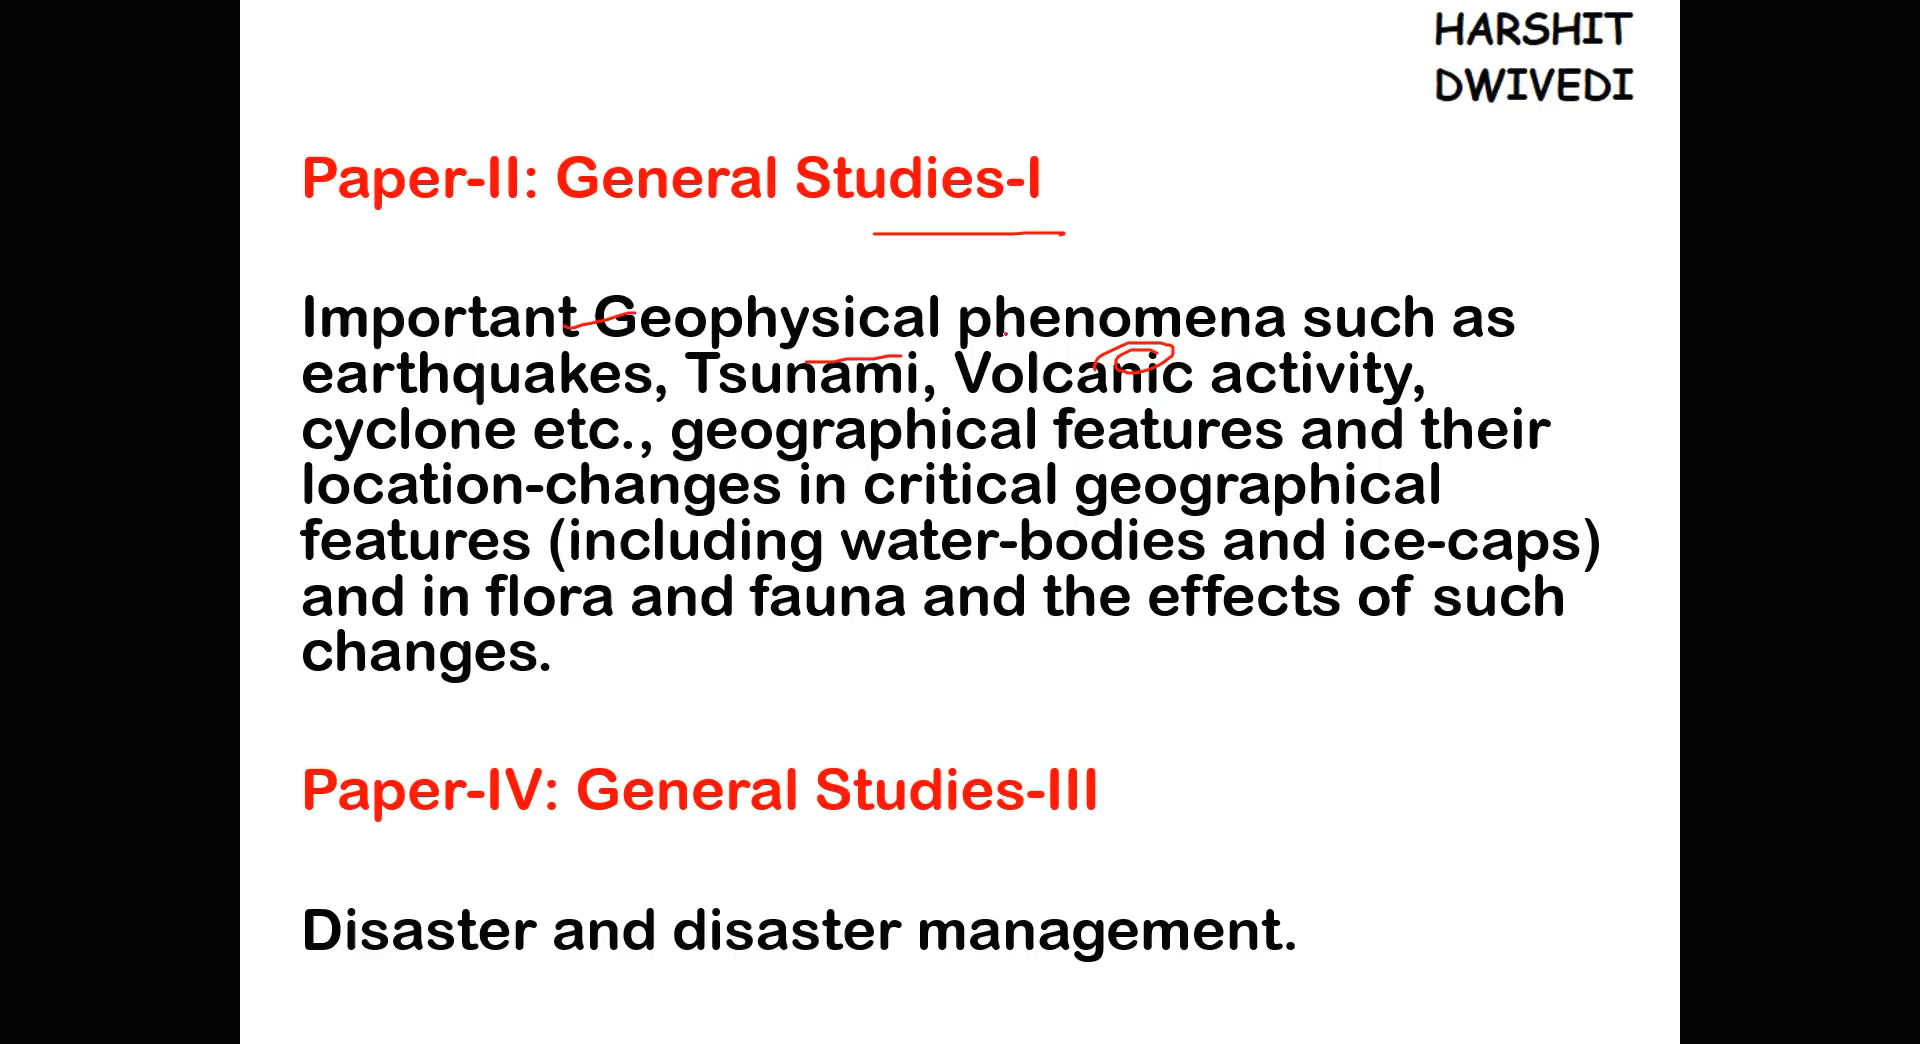 HARSHIT
DWIVEDI
Paper-II: General Studies-I
Important Geophysical phenomena such as
earthquakes, Tsunami, Volcanic activity,
cyclone etc., geographical features and their
location-changes in critical geographical
features (including water-bodies and ice-caps)
and in flora and fauna and the effects of such
changes.
Paper-IV: General Studies-III
Disaster and disaster management.